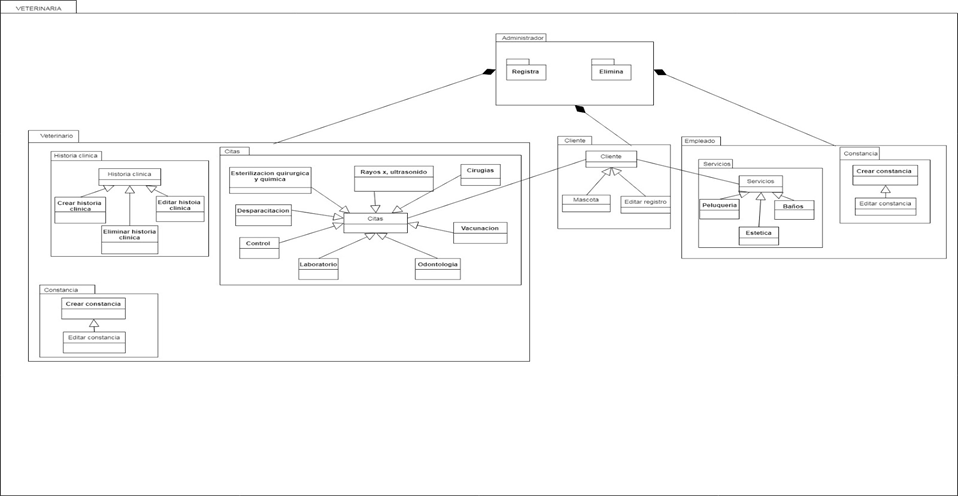 VETERINARIA
Administrador
Registra
Elimina
Veterinario
Historia clinica
Historia clinica
Crear historia
clinica
Editar histoia
clinica
Eliminar historia
clinica
Citas
Esterilizacion quirurgica
y quimica
Rayos x, ultrasonido
Cirugias
Desparacitacion
Citas
Control
Vacunacion
Laboratorio
Odontologia
Constancia
Crear constancia
Editar constancia
Cliente
Cliente
Mascota
Editar registro
Empleado
Servicios
Servicios
Peluqueria
Baños
Estetica
Constancia
Crear constancia
Editar constancia